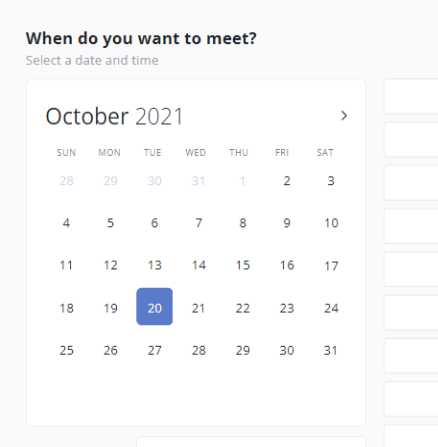 When do you want to meet?
Select a date and time
October 2021 >
SUN MON TUE WED THU FRI SAT
28 29 30 31 1 2 3
4 5 6 7 8 9 10
11 12 13 14 15 16 17
18 19 20 21 22 23 24
25 26 27 28 29 30 31